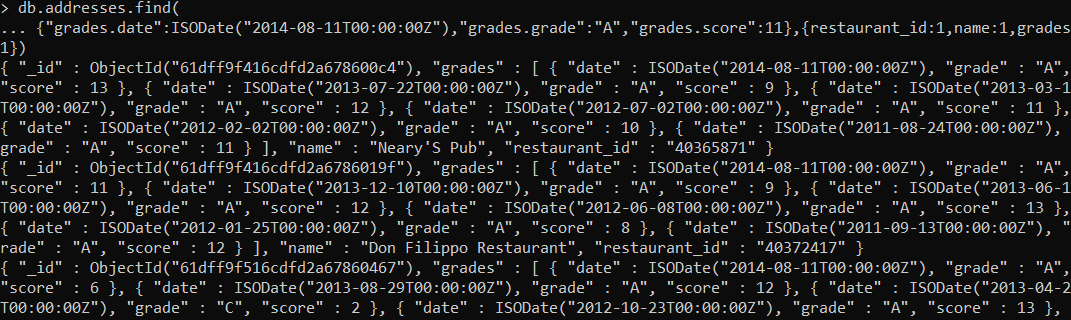 > db.addresses.find(
... {"grades.date":ISODate("2014-08-11T00:00:00Z"),"grades.grade":"A","grades.score":11},{restaurant_id:1,name:1,grades
1})
{ "_id" : ObjectId("61dff9f416cdfd2a678600c4"), "grades" : [ { "date" : ISODate("2014-08-11T00:00:00Z"), "grade" : "A",
"score" : 13 }, { "date" : ISODate("2013-07-22T00:00:00Z"), "grade" : "A", "score" : 9 }, { "date" : ISODate("2013-03-1
T00:00:00Z"), "grade" : "A", "score" : 12 }, { "date" : ISODate("2012-07-02T00:00:00Z"), "grade" : "A", "score" : 11 },
{ "date" : ISODate("2012-02-02T00:00:00Z"), "grade" : "A", "score" : 10 }, { "date" : ISODate("2011-08-24T00:00:00Z"),
grade" : "A", "score" : 11 } ], "name" : "Neary'S Pub", "restaurant_id" : "40365871" }
{ "_id" : ObjectId("61dff9f416cdfd2a6786019f"), "grades" : [ { "date" : ISODate("2014-08-11T00:00:00Z"), "grade" : "A",
"score" : 11 }, { "date" : ISODate("2013-12-10T00:00:00Z"), "grade" : "A", "score" : 9 }, { "date" : ISODate("2013-06-1
T00:00:00Z"), "grade" : "A", "score" : 12 }, { "date" : ISODate("2012-06-08T00:00:00Z"), "grade" : "A", "score" : 13 },
{ "date" : ISODate("2012-01-25T00:00:00Z"), "grade" : "A", "score" : 8 }, { "date" : ISODate("2011-09-13T00:00:00Z"), "
rade" : "A", "score" : 12 } ], "name" : "Don Filippo Restaurant", "restaurant_id" : "40372417" }
{ "_id" : ObjectId("61dff9f516cdfd2a67860467"), "grades" : [ { "date" : ISODate("2014-08-11T00:00:00Z"), "grade" : "A",
"score" : 6 }, { "date" : ISODate("2013-08-29T00:00:00Z"), "grade" : "A", "score" : 12 }, { "date" : ISODate("2013-04-2
T00:00:00Z"), "grade" : "C", "score" : 2 }, { "date" : ISODate("2012-10-23T00:00:00Z"), "grade" : "A", "score" : 13 },